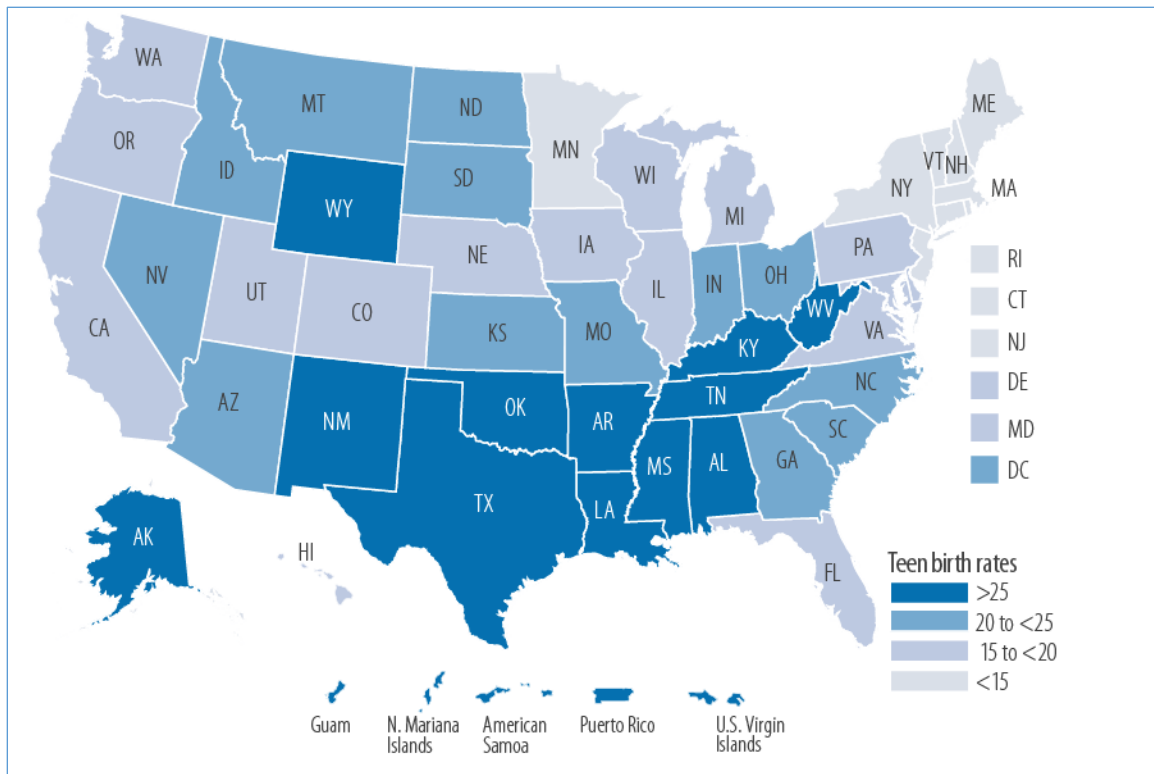 WA
MT
ND
ME
OR
MN
VT
NH
ID
SD
WI
NY
MA
WY
MI
NE
IA
PA
NV
UT
IL
IN
OH
RI
CA
CO
WV
CT
KS
MO
VA
KY
NJ
AZ
NM
OK
TN
NC
DE
AR
SC
MD
TX
MS
AL
GA
DC
LA
AK
HI
FL
Teen birth rates
>25
20 to <25
15 to <20
<15
Guam
N. Mariana
Islands
American
Samoa
Puerto Rico
U.S. Virgin
Islands